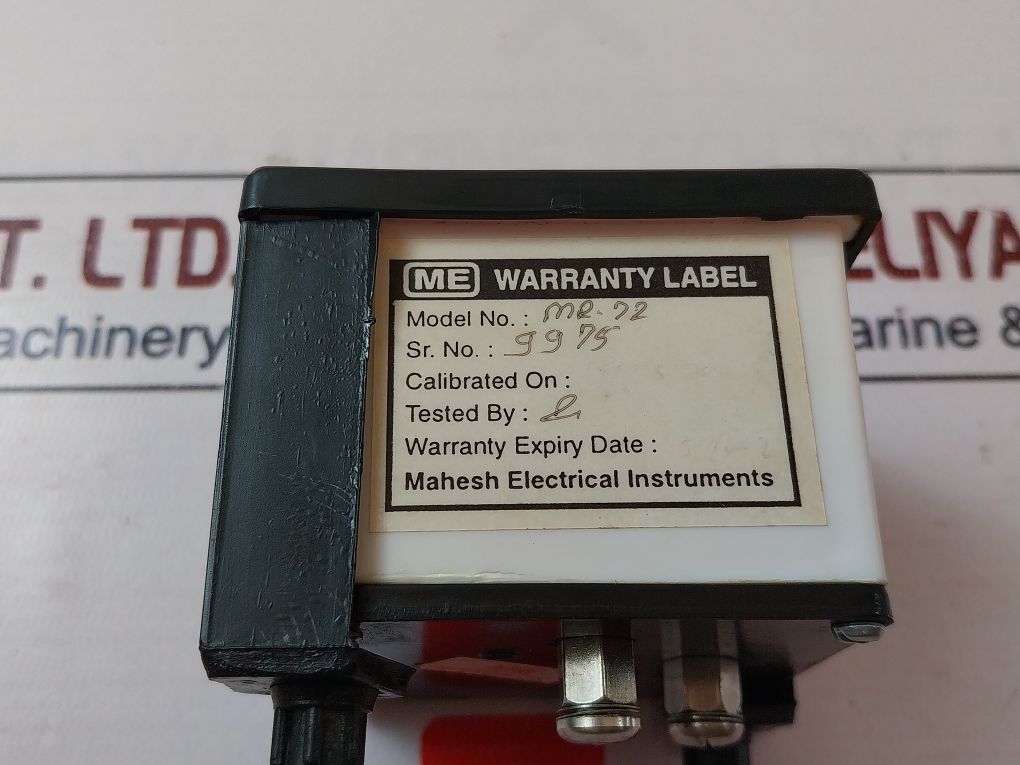 T. LTD.
ELIYA
achinery
arine &
ME WARRANTY LABEL
Model No. : MR-72
Sr. No. : 9975
Calibrated On :
Tested By :
Warranty Expiry Date :
Mahesh Electrical Instruments